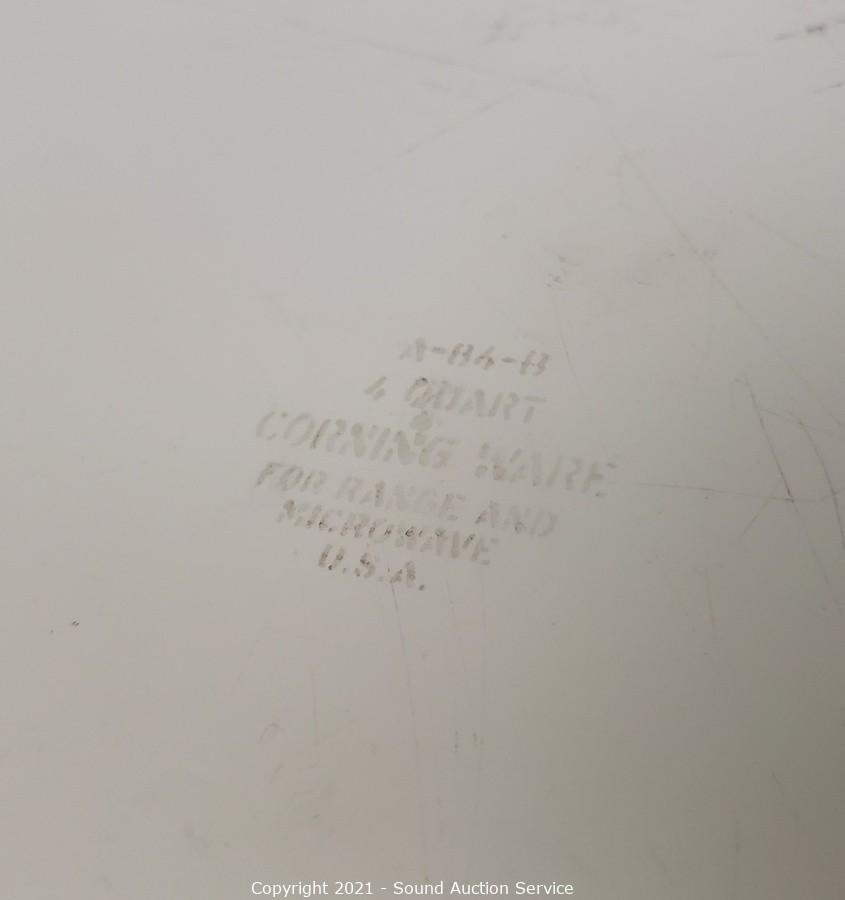 A-84-B
4 QUART
CORNING WARE
FOR RANGE AND
MICROWAVE
U.S.A.
Copyright 2021 - Sound Auction Service